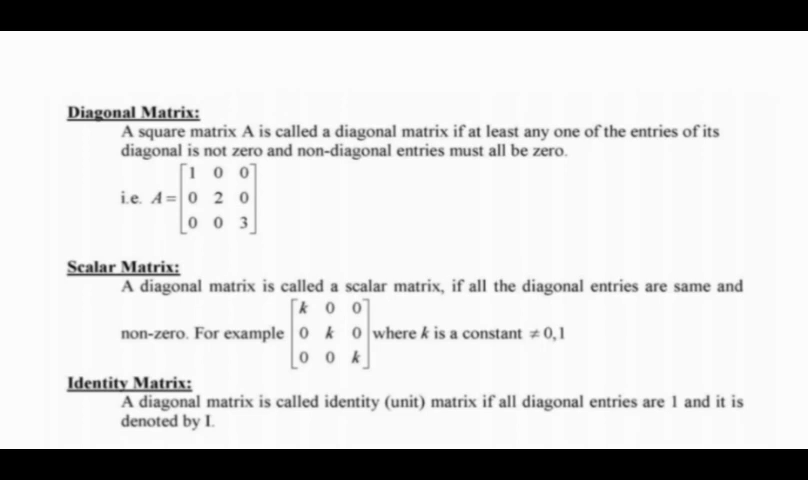 Diagonal Matrix:
A square matrix A is called a diagonal matrix if at least any one of the entries of its
diagonal is not zero and non-diagonal entries must all be zero.
1 0 0
i.e. A = 0 2 0
0 0 3
Scalar Matrix:
A diagonal matrix is called a scalar matrix, if all the diagonal entries are same and
k 0 0
non-zero. For example 0 k 0 where k is a constant ≠ 0,1
0 0 k
Identity Matrix:
A diagonal matrix is called identity (unit) matrix if all diagonal entries are 1 and it is
denoted by I.